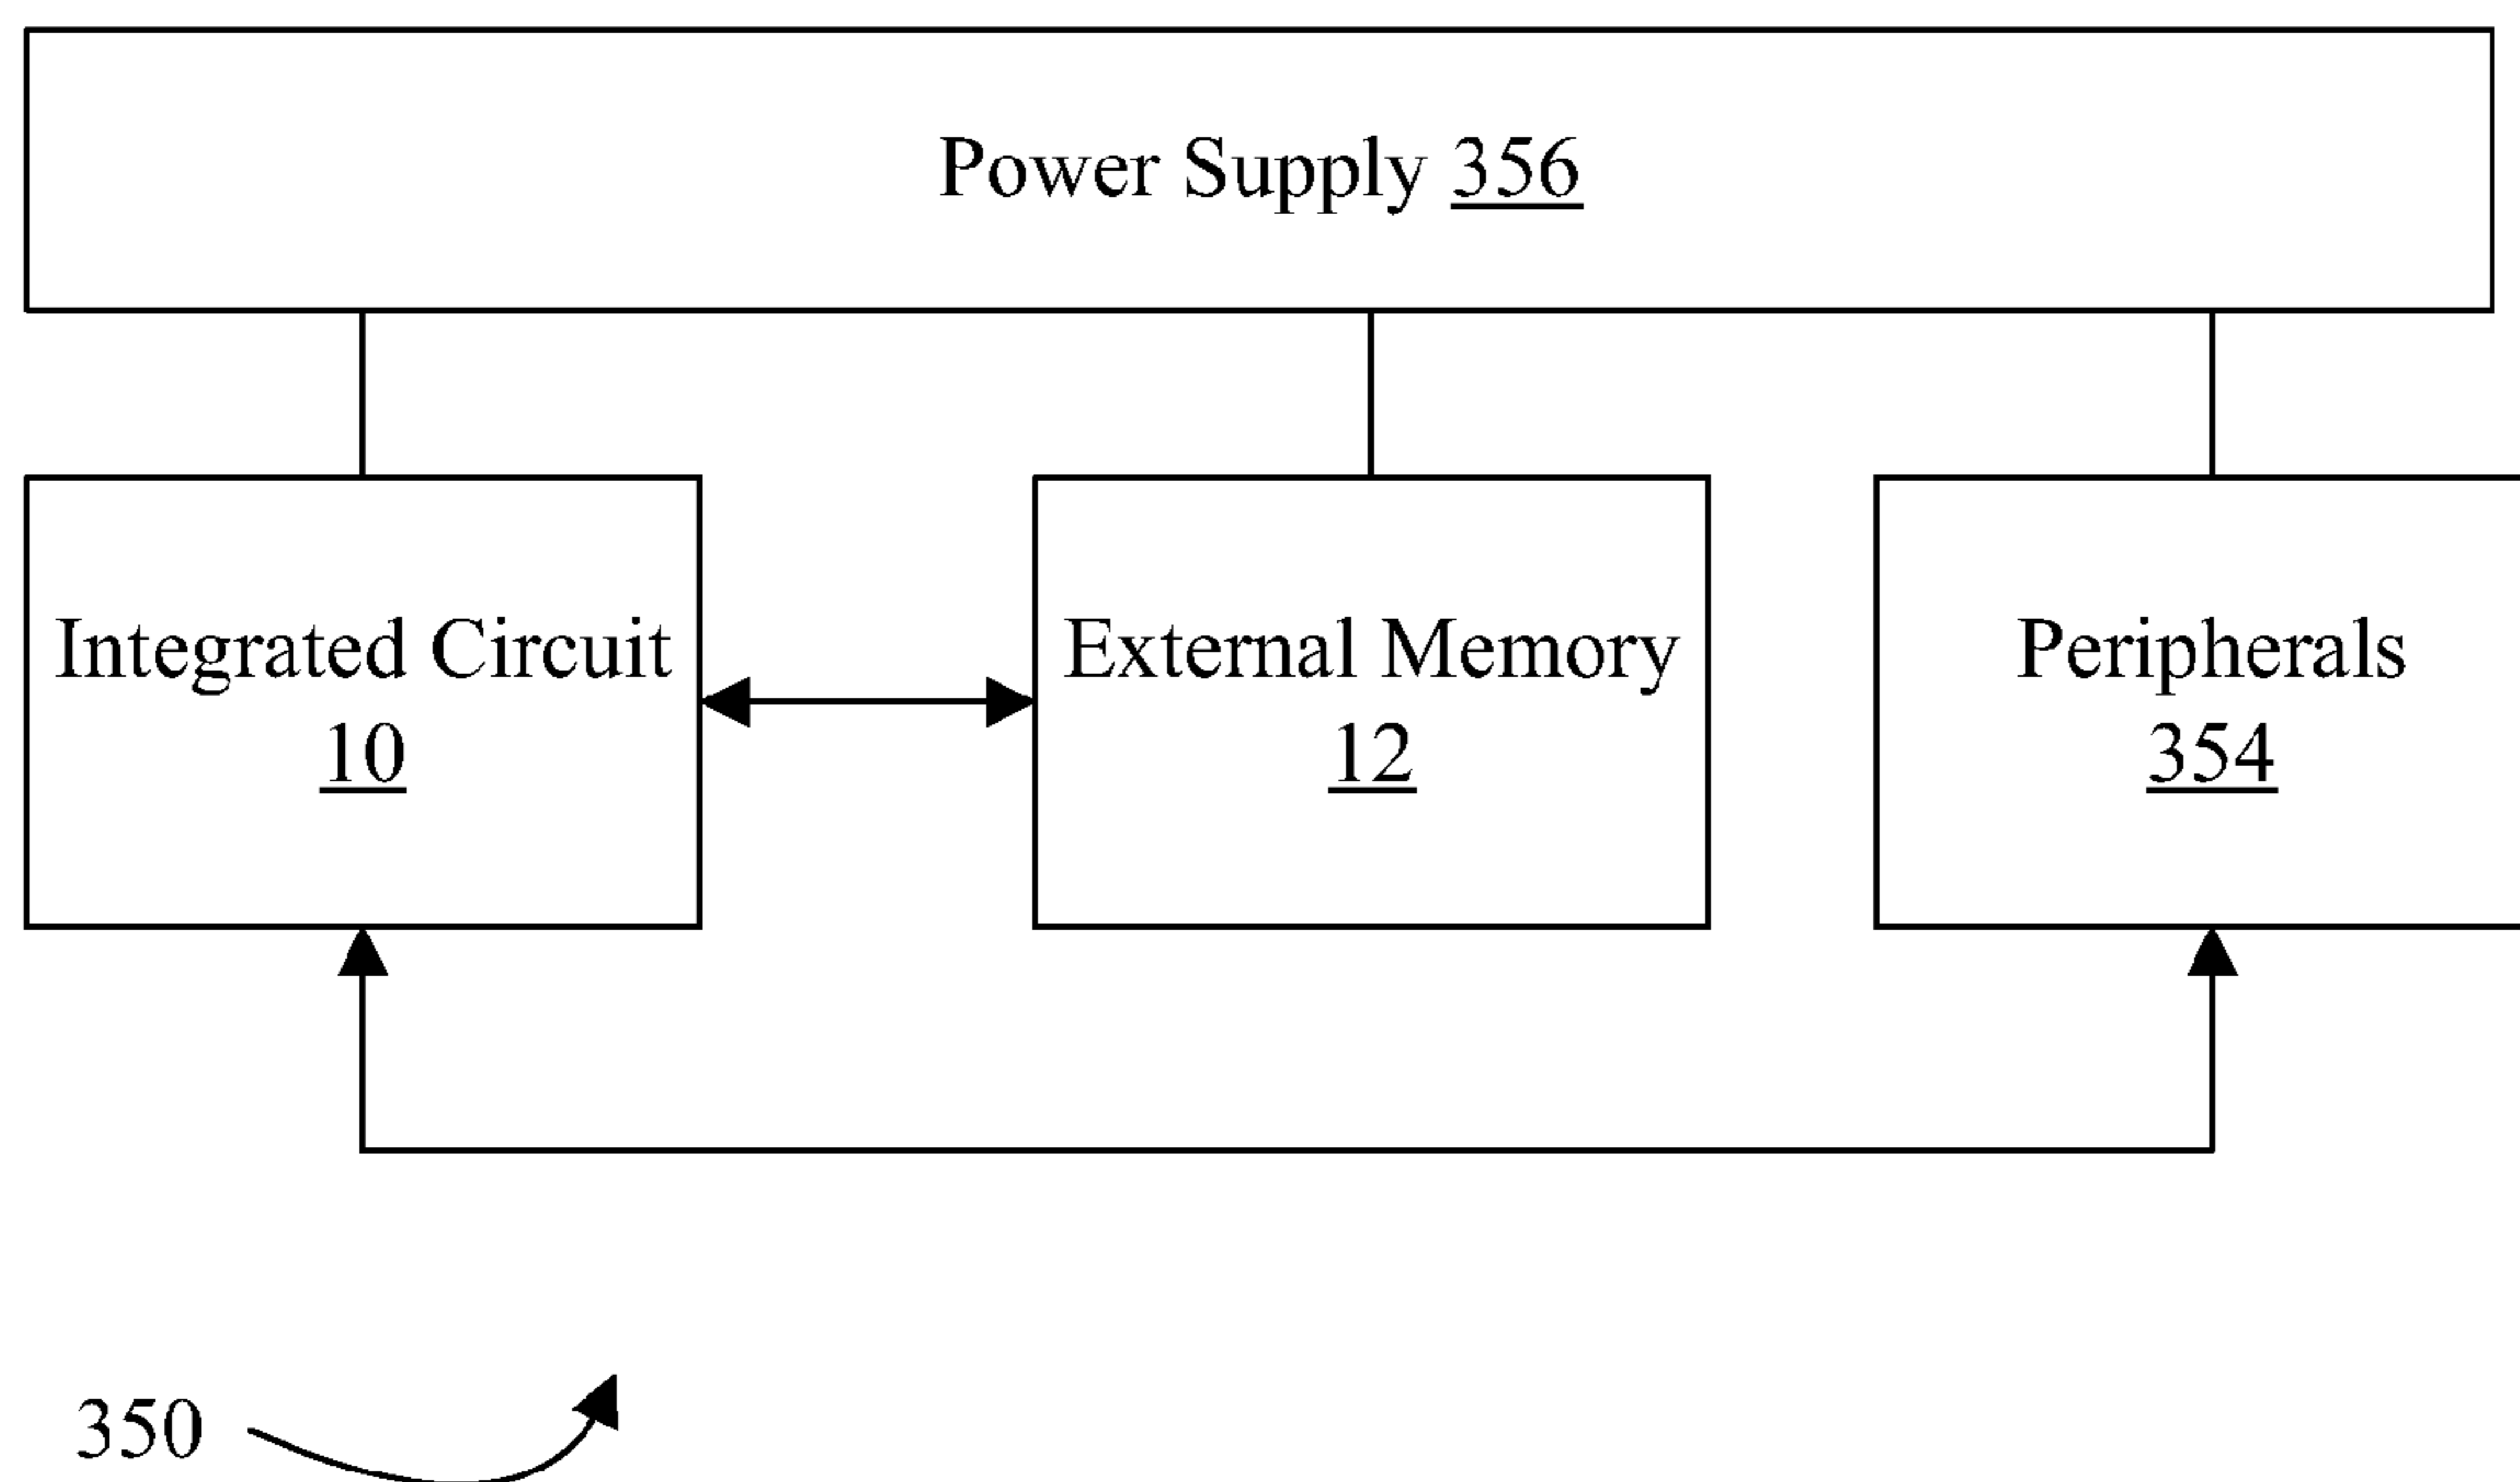 Power Supply 356
Integrated Circuit
10
External Memory
12
Peripherals
354
350